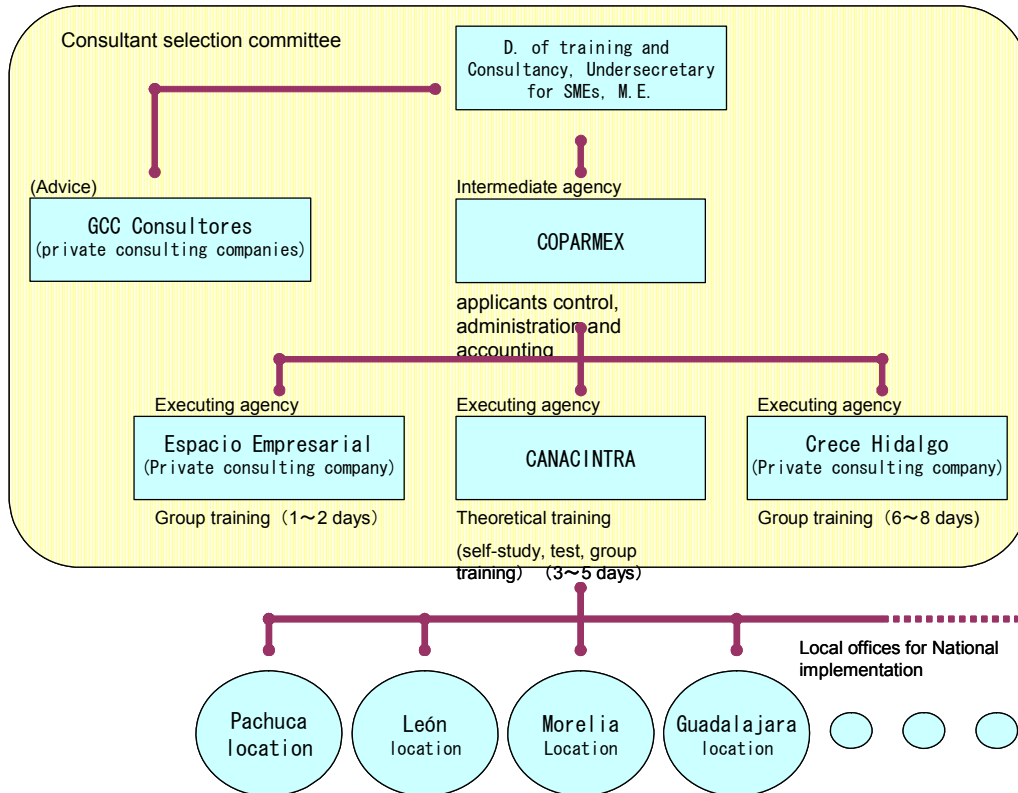 Consultant selection committee
D. of training and
Consultancy, Undersecretary
for SMEs, M.E.
(Advice)
GCC Consultores
(private consulting companies)
Intermediate agency
COPARMEX
applicants control,
administration and
accounting
Executing agency
Espacio Empresarial
(Private consulting company)
Group training（1～2 days）
Executing agency
CANACINTRA
Theoretical training
(self-study, test, group
training）（3～5 days）
Executing agency
Crece Hidalgo
(Private consulting company)
Group training（6～8 days)
Local offices for National
implementation
Pachuca
location
León
location
Morelia
Location
Guadalajara
location